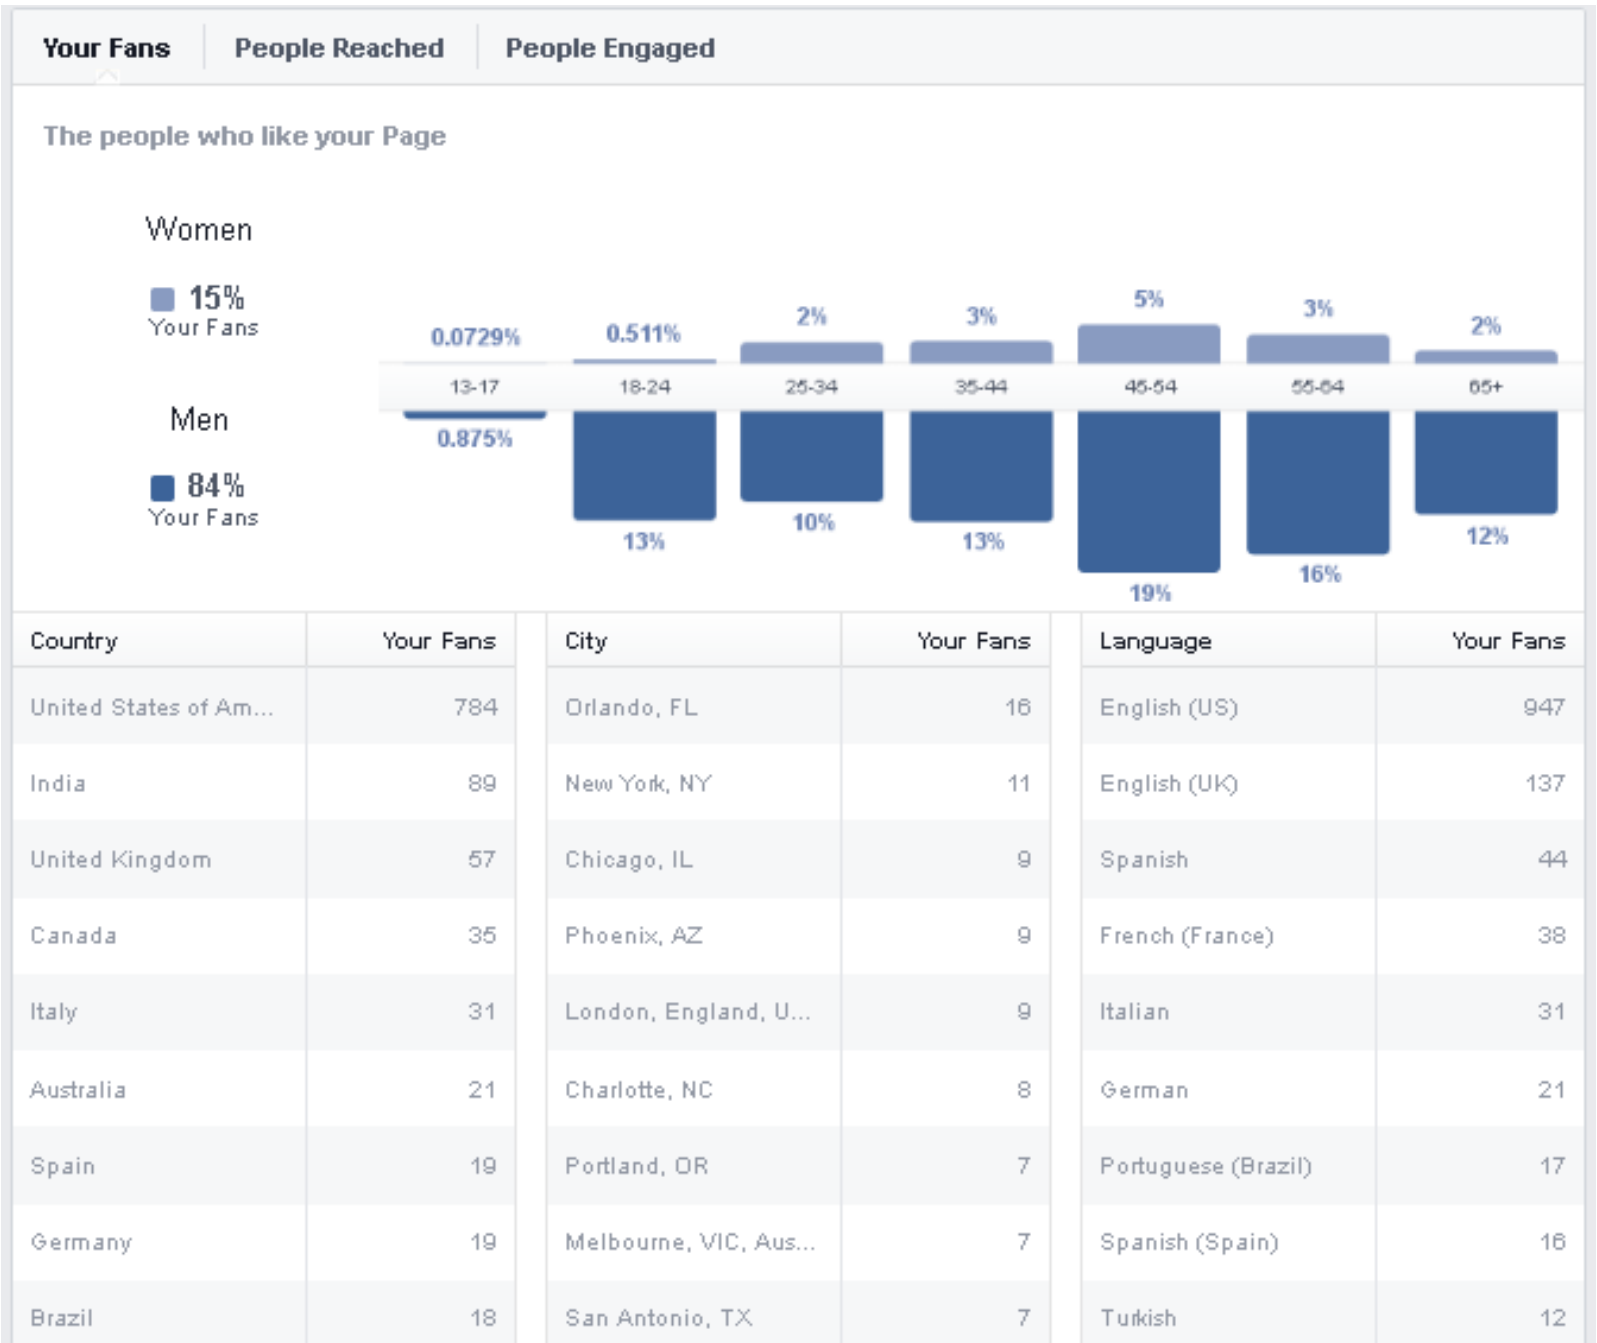 Your Fans People Reached People Engaged
The people who like your Page
Women
15%
Your Fans
0.0729% 0.511% 2% 3% 5% 3% 2%
13-17 18-24 25-34 35-44 45-54 55-64 65+
Men
84%
Your Fans
0.875% 13% 10% 13% 19% 16% 12%
Country Your Fans City Your Fans Language Your Fans
United States of Am... 784 Orlando, FL 16 English (US) 947
India 89 New York, NY 11 English (UK) 137
United Kingdom 57 Chicago, IL 9 Spanish 44
Canada 35 Phoenix, AZ 9 French (France) 38
Italy 31 London, England, U... 9 Italian 31
Australia 21 Charlotte, NC 8 German 21
Spain 19 Portland, OR 7 Portuguese (Brazil) 17
Germany 19 Melbourne, VIC, Aus... 7 Spanish (Spain) 16
Brazil 18 San Antonio, TX 7 Turkish 12